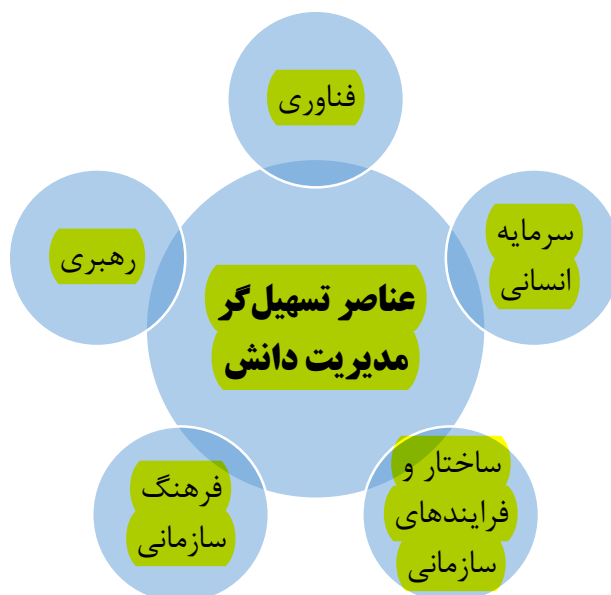 فناوری
سرمایه
انسانی
رهبری
عناصر تسهیل‌گر
مدیریت دانش
ساختار و
فرایندهای
سازمانی
فرهنگ
سازمانی